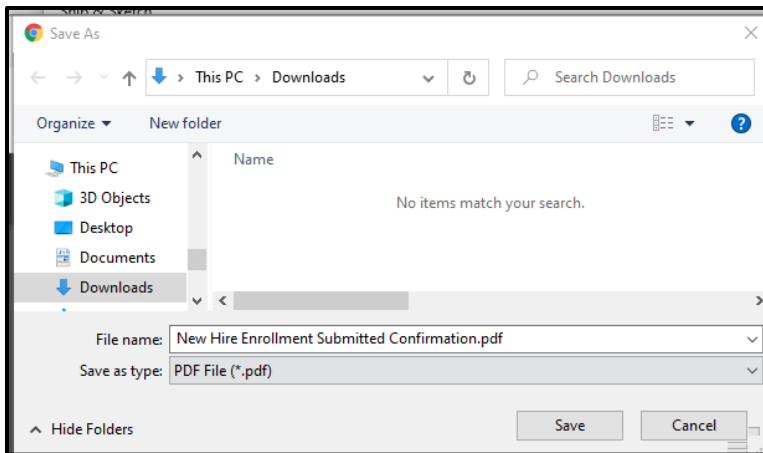 Snip & Sketch
Save As
This PC > Downloads
Search Downloads
Organize
New folder
This PC
3D Objects
Desktop
Documents
Downloads
Name
No items match your search.
File name: New Hire Enrollment Submitted Confirmation.pdf
Save as type: PDF File (*.pdf)
Hide Folders
Save
Cancel